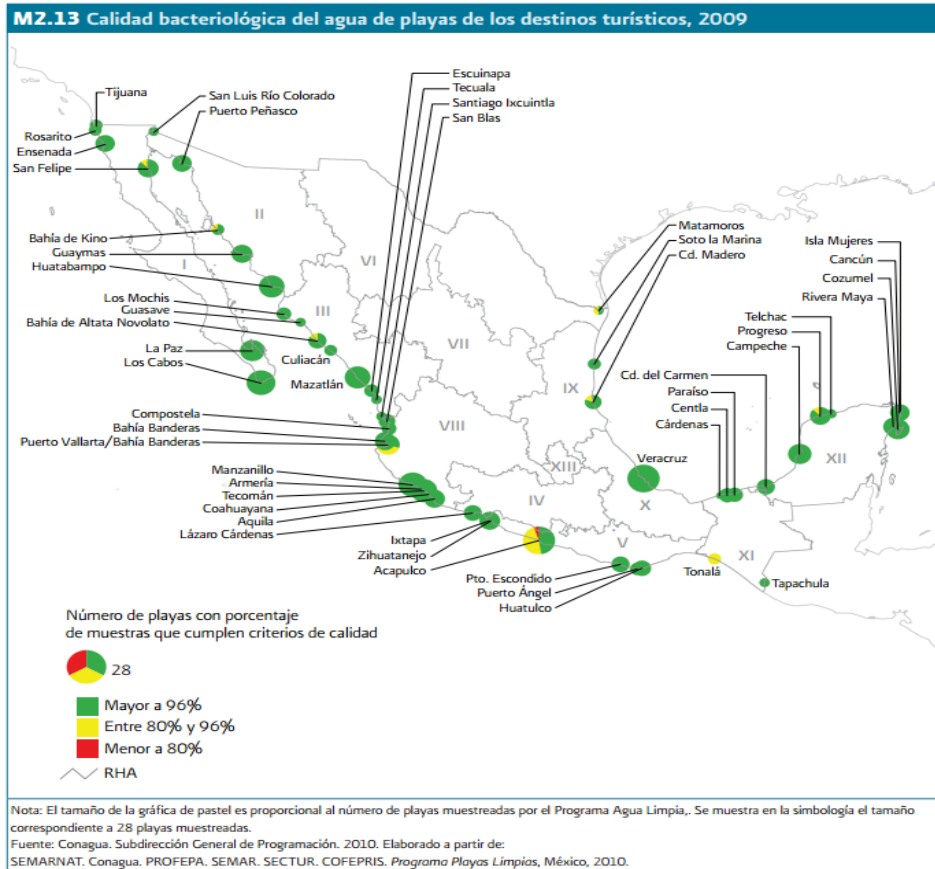 M2.13 Calidad bacteriológica del agua de playas de los destinos turísticos, 2009
Escuinapa
Tecuala
Santiago Ixcuintla
San Blas
Tijuana
San Luis Río Colorado
Puerto Peñasco
Rosarito
Ensenada
San Felipe
Bahía de Kino
Guaymas
Huatabampo
Los Mochis
Guasave
Bahía de Altata Novolato
La Paz
Los Cabos
Culiacán
Mazatlán
Compostela
Bahía Banderas
Puerto Vallarta/Bahía Banderas
Manzanillo
Armería
Tecomán
Coahuayana
Aquila
Lázaro Cárdenas
Ixtapa
Zihuatanejo
Acapulco
Pto. Escondido
Puerto Ángel
Huatulco
Tonalá
Tapachula
Matamoros
Soto la Marina
Cd. Madero
Isla Mujeres
Cancún
Cozumel
Rivera Maya
Telchac
Progreso
Campeche
Cd. del Carmen
Paraíso
Centla
Cárdenas
Veracruz
I
II
III
IV
V
VI
VII
VIII
IX
X
XI
XII
XIII
Número de playas con porcentaje
de muestras que cumplen criterios de calidad
28
Mayor a 96%
Entre 80% y 96%
Menor a 80%
RHA
Nota: El tamaño de la gráfica de pastel es proporcional al número de playas muestreadas por el Programa Agua Limpia,. Se muestra en la simbología el tamaño
correspondiente a 28 playas muestreadas.
Fuente: Conagua. Subdirección General de Programación. 2010. Elaborado a partir de:
SEMARNAT. Conagua. PROFEPA. SEMAR. SECTUR. COFEPRIS. Programa Playas Limpias, México, 2010.